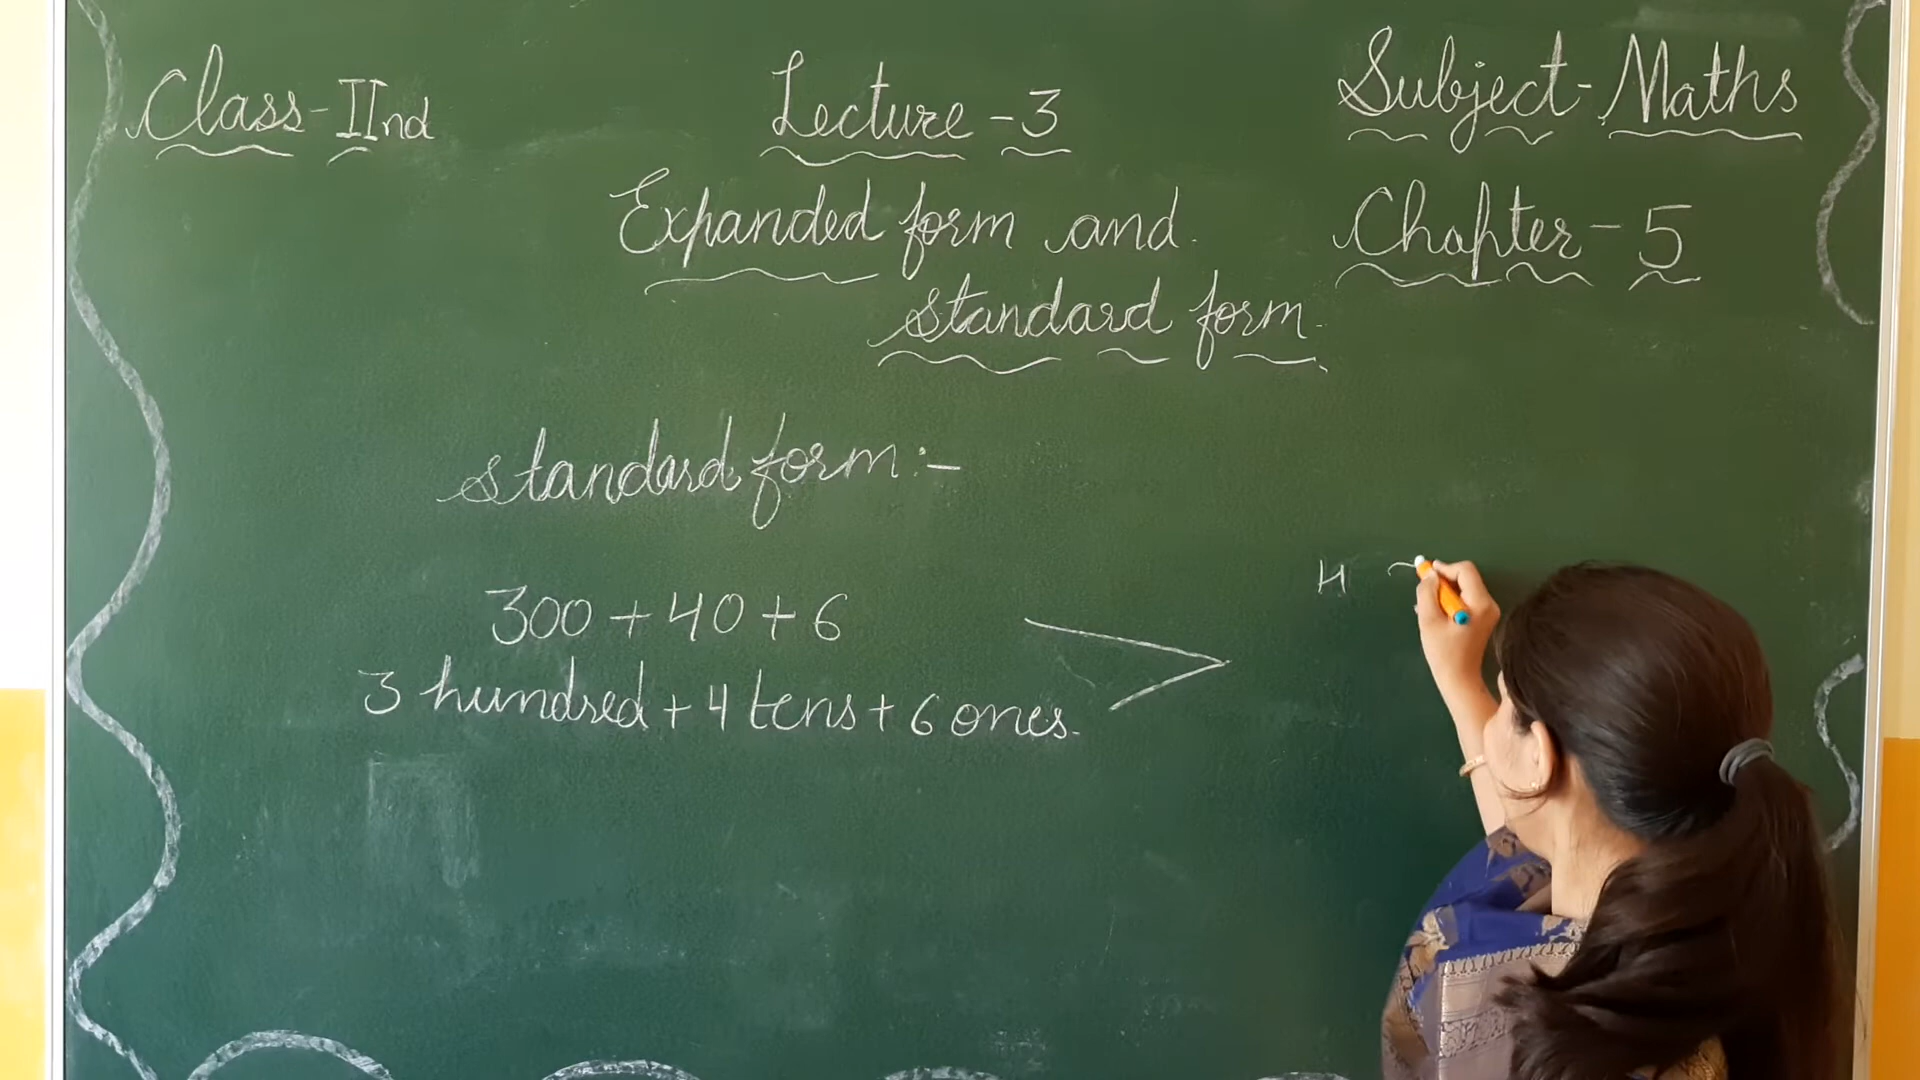 Class-IInd
Lecture-3
Subject-Maths
Expanded form and
Chapter-5
standard form.
standard form:-
300+40+6
3 hundred+4 tens+6 ones.
H